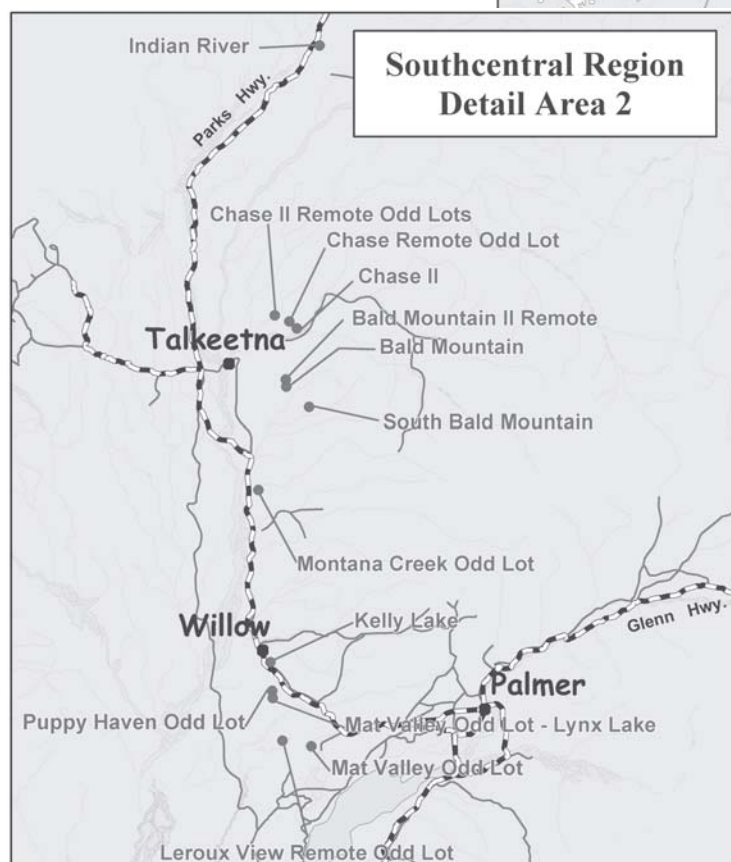 Indian River
Southcentral Region
Detail Area 2
Parks Hwy.
Chase II Remote Odd Lots
Chase Remote Odd Lot
Chase II
Bald Mountain II Remote
Talkeetna
Bald Mountain
South Bald Mountain
Montana Creek Odd Lot
Glenn Hwy.
Willow
Kelly Lake
Palmer
Puppy Haven Odd Lot
Mat Valley Odd Lot - Lynx Lake
Mat Valley Odd Lot
Leroux View Remote Odd Lot